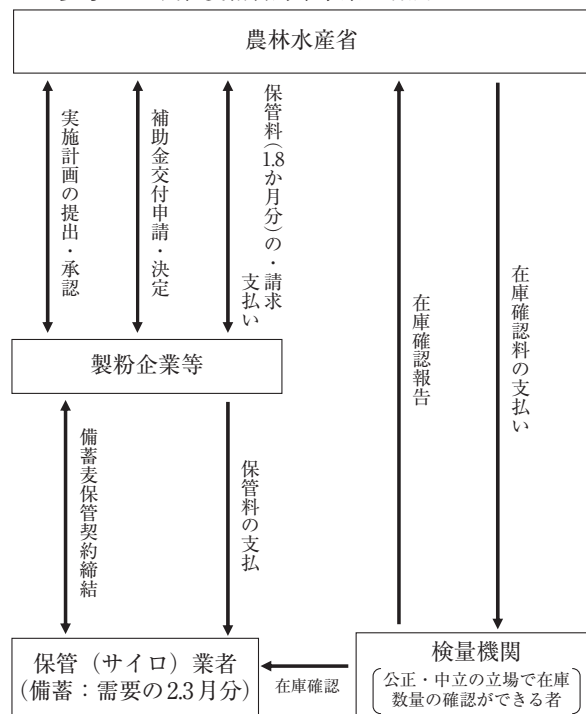 農林水産省
実施計画の提出・承認
補助金交付申請・決定
保管料(1.8か月分)の・請求
支払い
在庫確認報告
在庫確認料の支払い
製粉企業等
備蓄麦保管契約締結
保管料の支払
保管（サイロ）業者
(備蓄：需要の2.3月分)
在庫確認
検量機関
公正・中立の立場で在庫
数量の確認ができる者